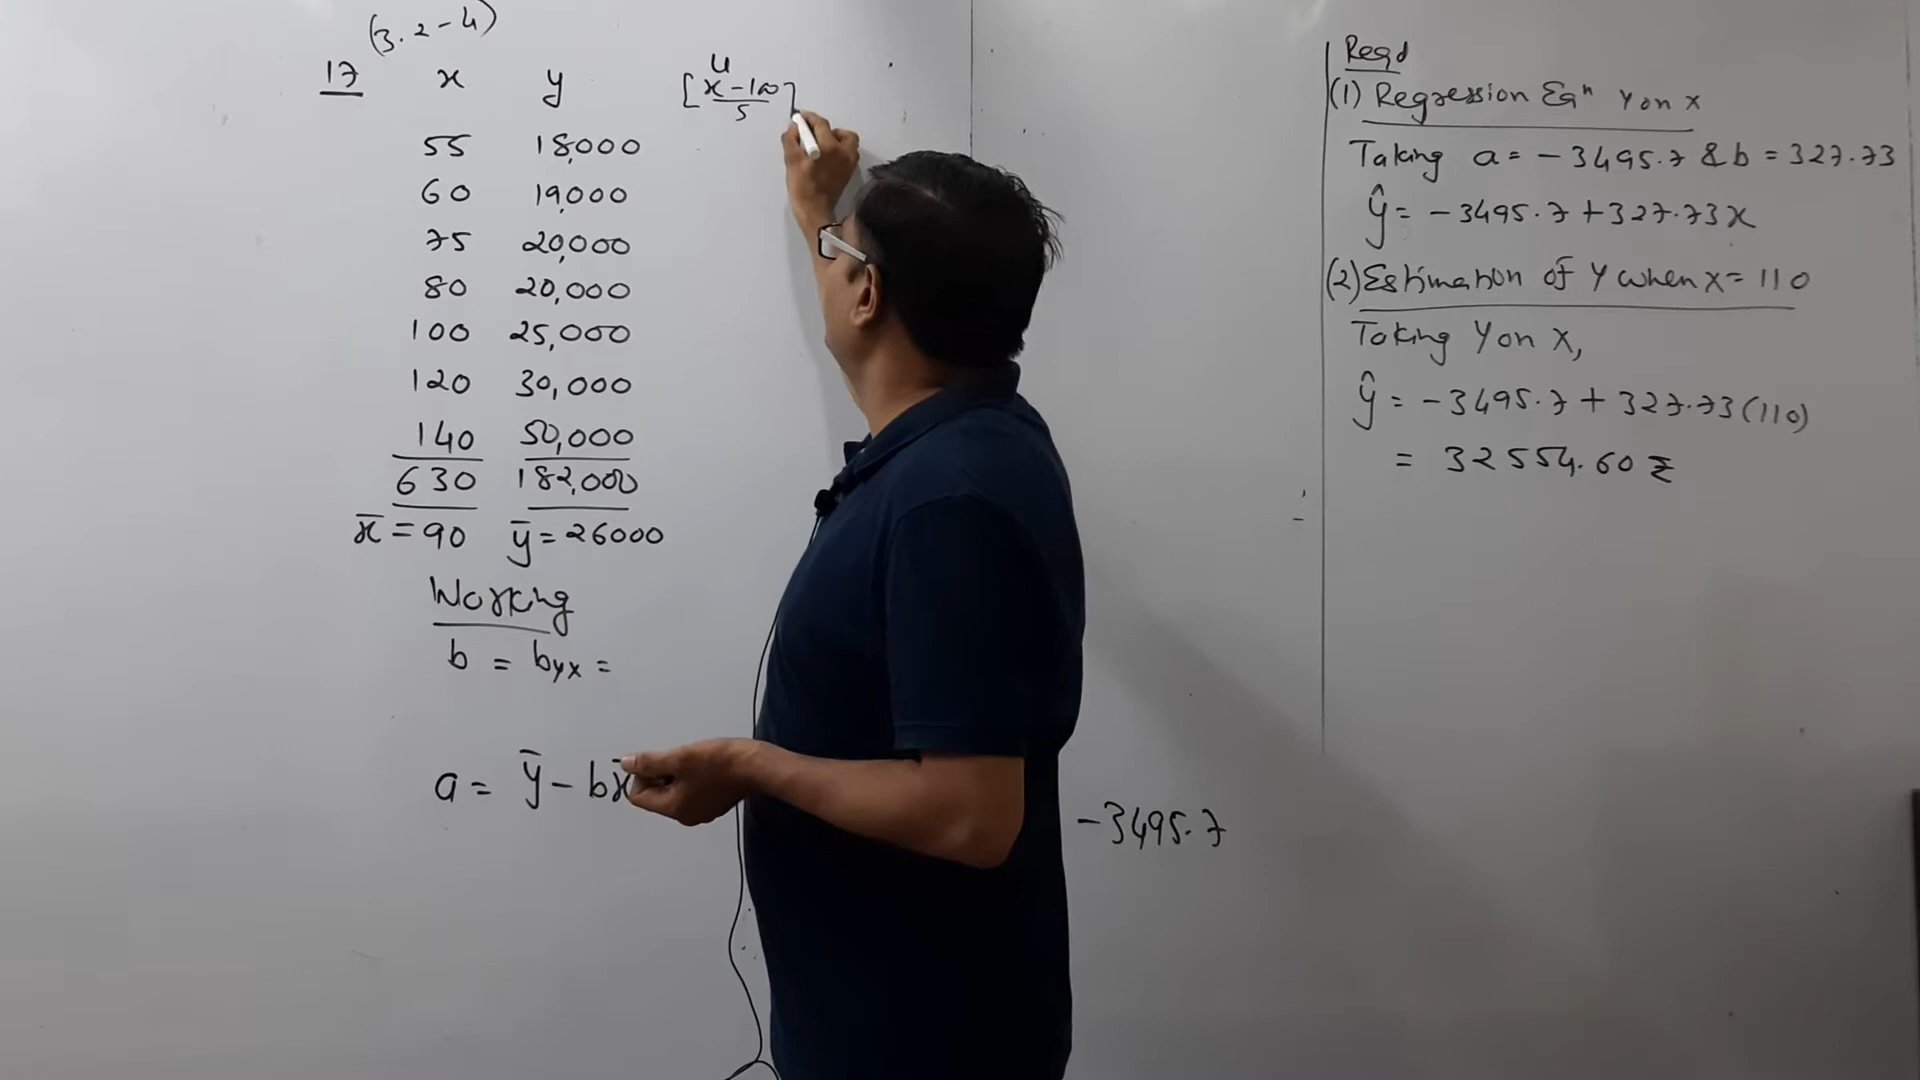 (3.2-4)
17 x y u
[x-100/5]
55 18,000
60 19,000
75 20,000
80 20,000
100 25,000
120 30,000
140 50,000
630 182,000
x̄ = 90 ȳ = 26000
Working
b = byx =
a = ȳ - bx̄
-3495.7
Reqd
(1) Regression Eqⁿ Y on X
Taking a = -3495.7 & b = 327.73
ŷ = -3495.7 + 327.73x
(2) Estimation of Y when X = 110
Taking Y on X,
ŷ = -3495.7 + 327.73(110)
= 32554.60 ₹